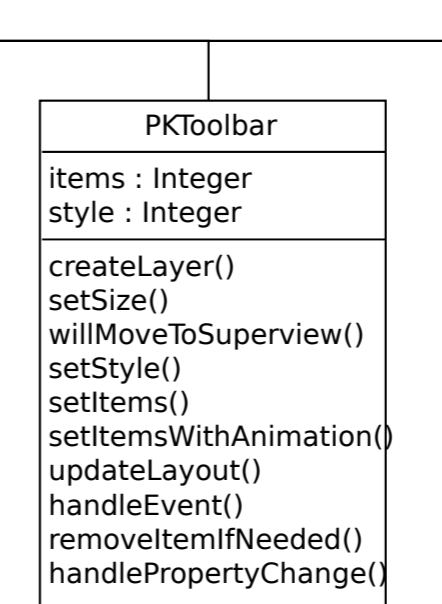 PKToolbar
items : Integer
style : Integer
createLayer()
setSize()
willMoveToSuperview()
setStyle()
setItems()
setItemsWithAnimation()
updateLayout()
handleEvent()
removeItemIfNeeded()
handlePropertyChange()